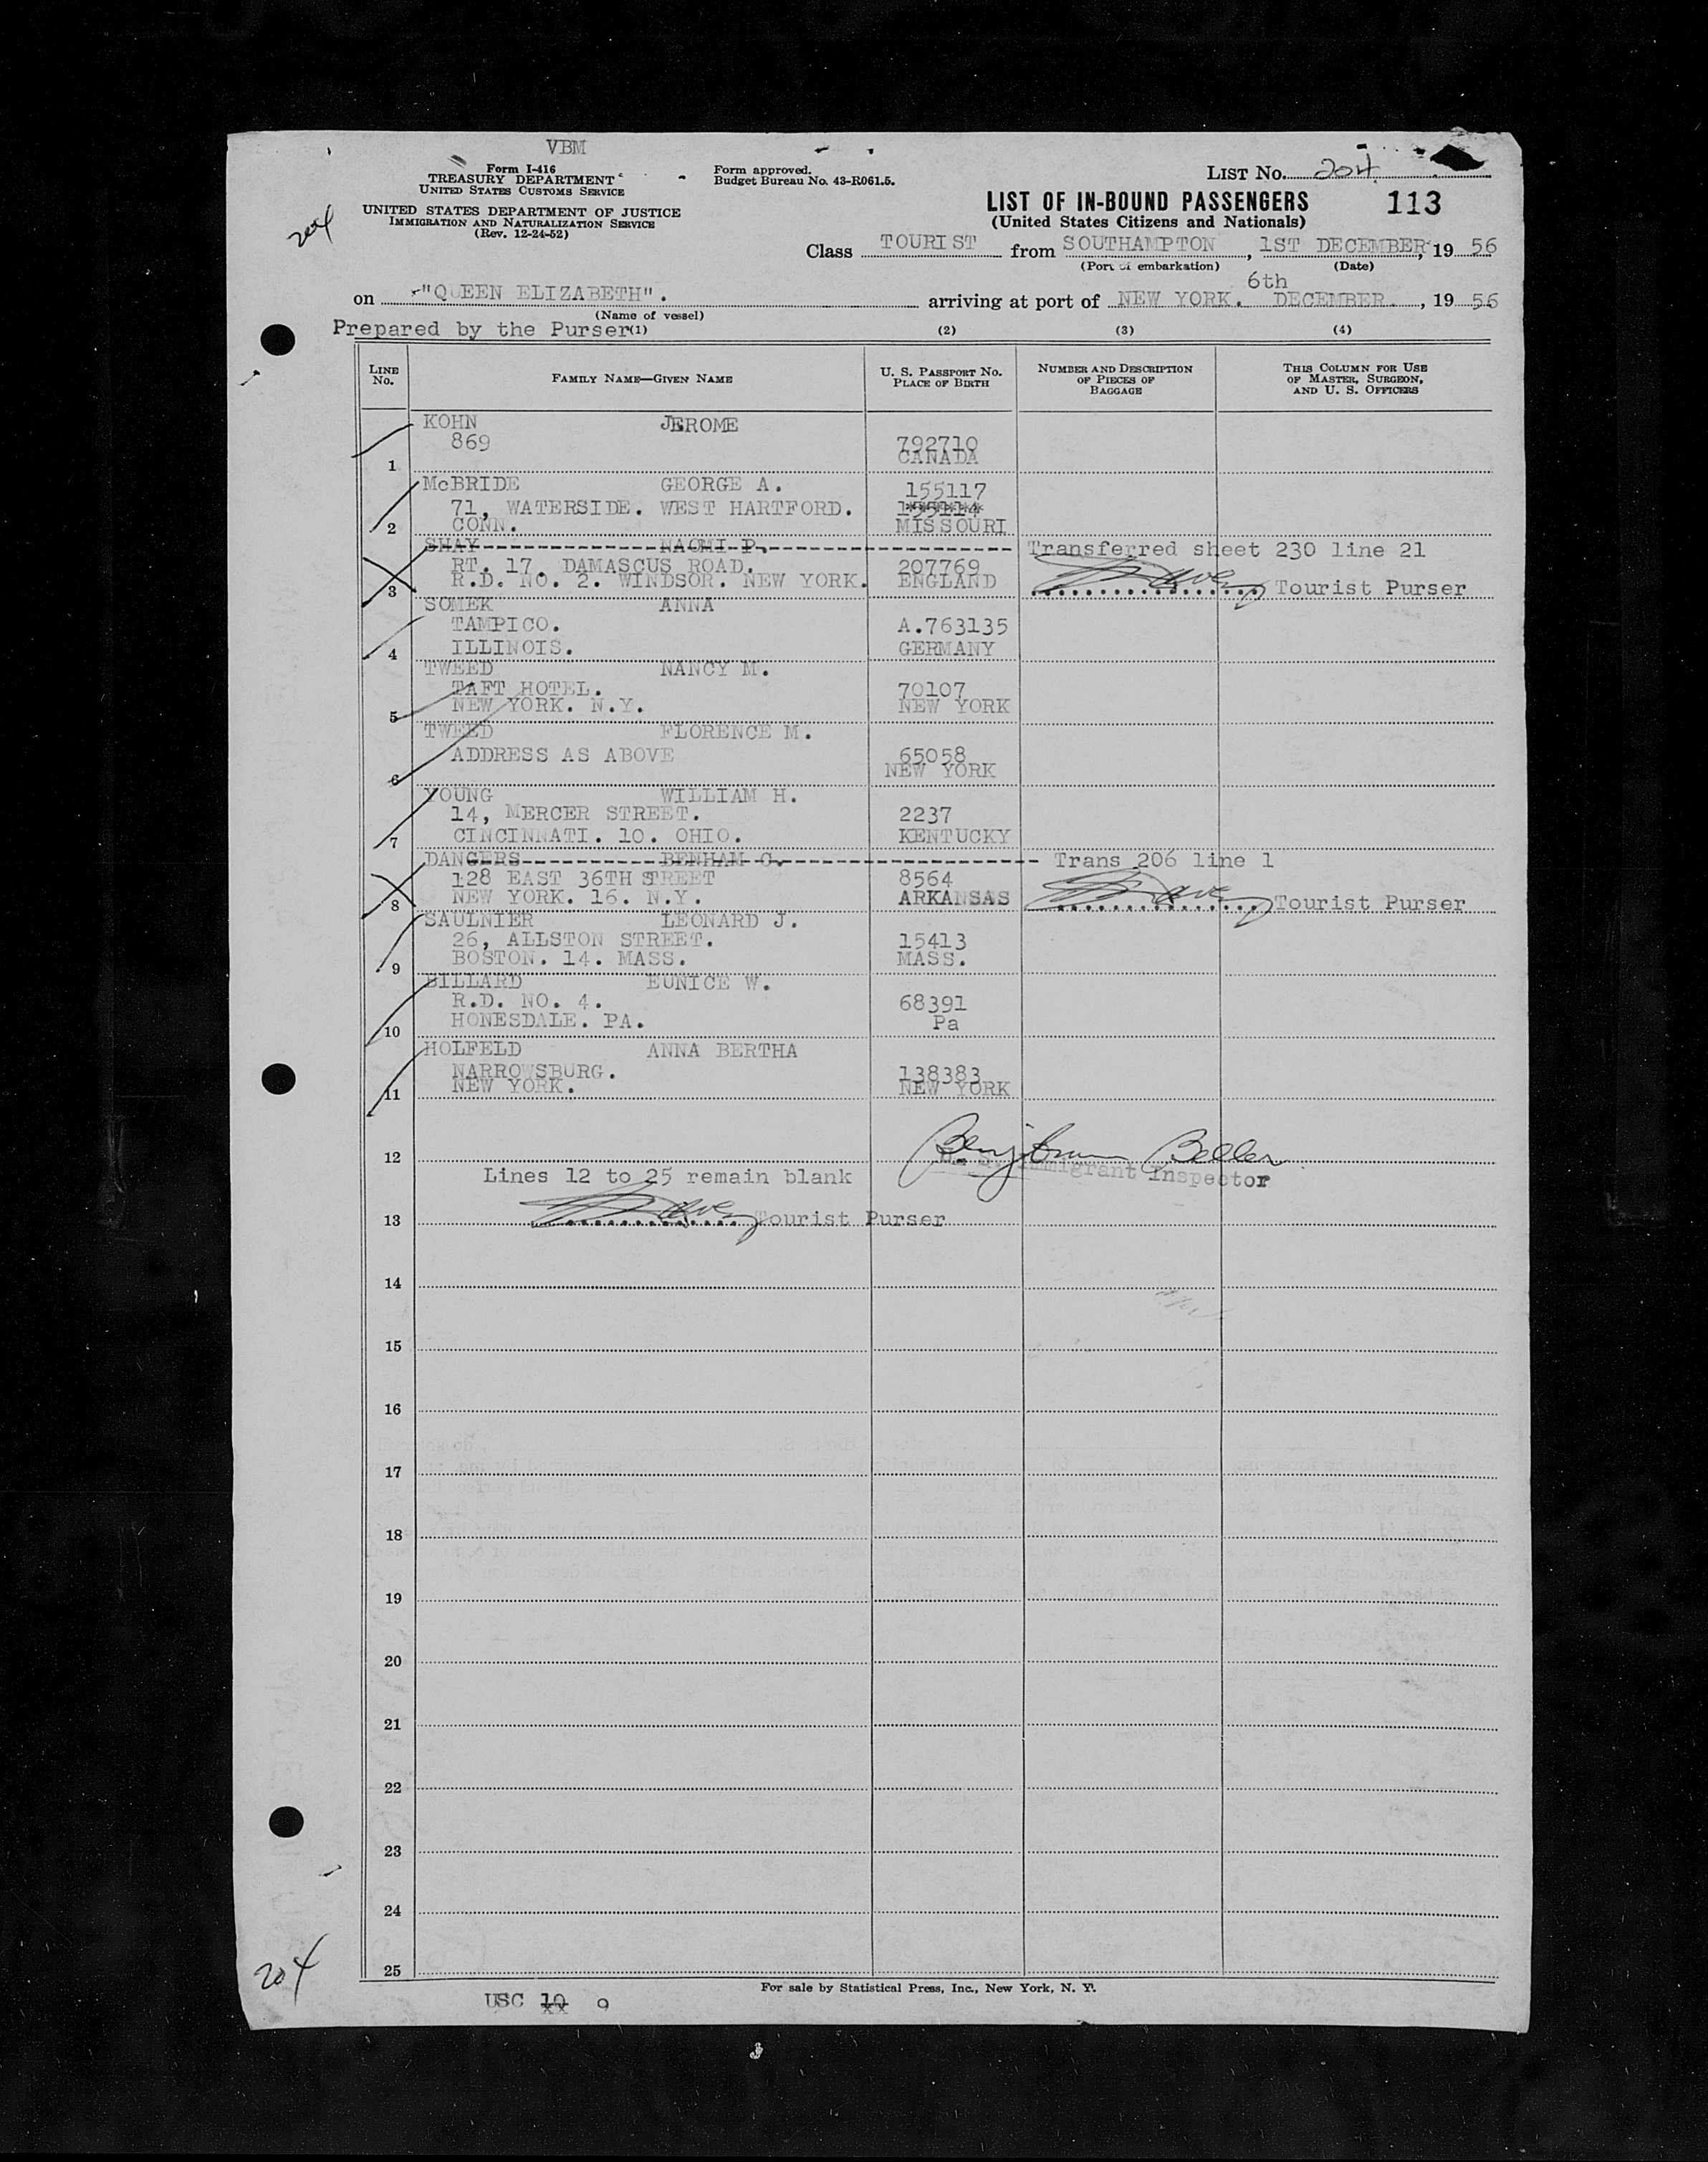 VBM
Form I-416
TREASURY DEPARTMENT
UNITED STATES CUSTOMS SERVICE
UNITED STATES DEPARTMENT OF JUSTICE
IMMIGRATION AND NATURALIZATION SERVICE
(Rev. 12-24-52)
Form approved.
Budget Bureau No. 43-R061.5.
LIST No. 204
204
LIST OF IN-BOUND PASSENGERS 113
(United States Citizens and Nationals)
Class TOURIST from SOUTHAMPTON, 1ST DECEMBER, 19 56
(Port of embarkation) (Date)
6th
on "QUEEN ELIZABETH". arriving at port of NEW YORK. DECEMBER., 19 56
(Name of vessel)
Prepared by the Purser (1) (2) (3) (4)
LINE No. FAMILY NAME—GIVEN NAME U. S. PASSPORT NO. PLACE OF BIRTH NUMBER AND DESCRIPTION OF PIECES OF BAGGAGE THIS COLUMN FOR USE OF MASTER, SURGEON, AND U. S. OFFICERS
KOHN JEROME
869 792710
1 CANADA
McBRIDE GEORGE A. 155117
71, WATERSIDE. WEST HARTFORD.
2 CONN. MISSOURI
SHAY NAOMI P. Transferred sheet 230 line 21
RT. 17. DAMASCUS ROAD. 207769
3 R.D. NO. 2. WINDSOR. NEW YORK. ENGLAND Tourist Purser
SOMEK ANNA
TAMPICO. A.763135
4 ILLINOIS. GERMANY
TWEED NANCY M.
TAFT HOTEL. 70107
5 NEW YORK. N.Y. NEW YORK
TWEED FLORENCE M.
ADDRESS AS ABOVE 65058
6 NEW YORK
YOUNG WILLIAM H.
14, MERCER STREET. 2237
7 CINCINNATI. 10. OHIO. KENTUCKY
DANGERS BENHAM C. Trans 206 line 1
128 EAST 36TH STREET 8564
8 NEW YORK. 16. N.Y. ARKANSAS Tourist Purser
SAULNIER LEONARD J.
26, ALLSTON STREET. 15413
9 BOSTON. 14. MASS. MASS.
BILLARD EUNICE W.
R.D. NO. 4. 68391
10 HONESDALE. PA. Pa
HOLFELD ANNA BERTHA
NARROWSBURG. 138383
11 NEW YORK. NEW YORK
12 Benjamin Beller
U. S. Immigrant Inspector
Lines 12 to 25 remain blank
13 Tourist Purser
14
15
16
17
18
19
20
21
22
23
24
25
204
For sale by Statistical Press, Inc., New York, N. Y.
USC 10 9